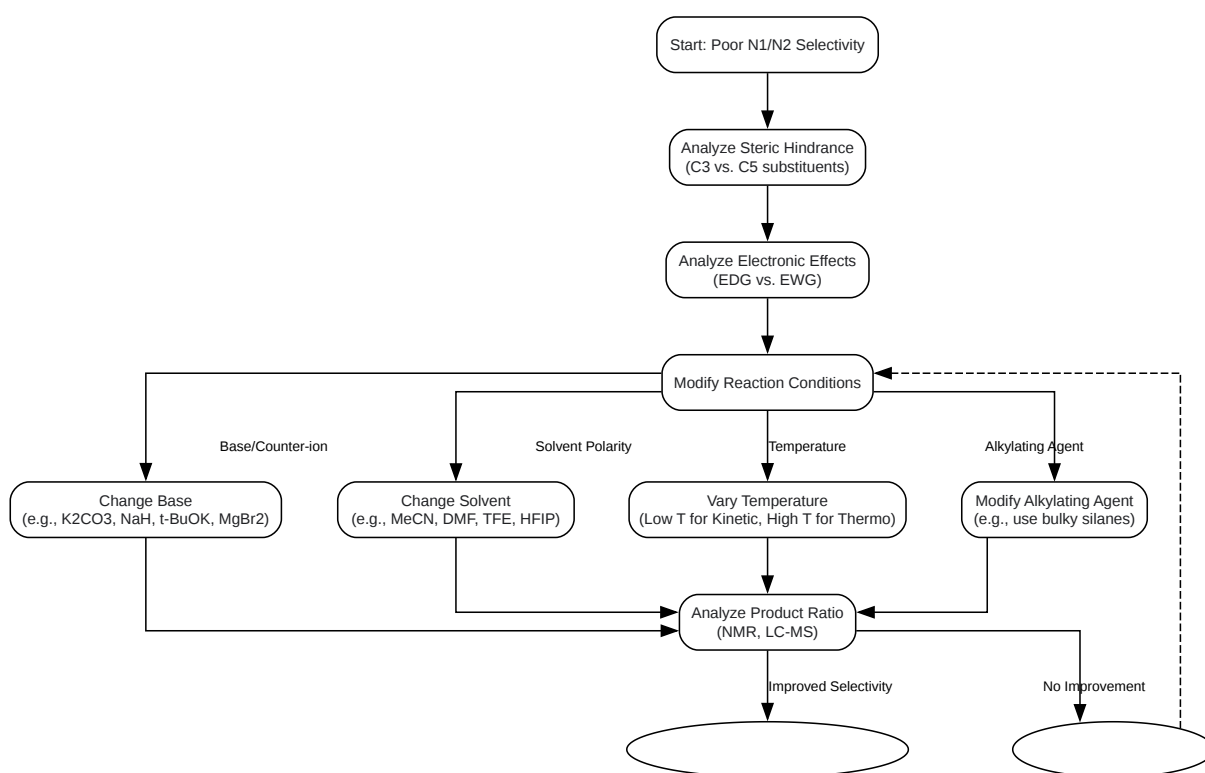 Start: Poor N1/N2 Selectivity
Analyze Steric Hindrance
(C3 vs. C5 substituents)
Analyze Electronic Effects
(EDG vs. EWG)
Modify Reaction Conditions
Base/Counter-ion
Solvent Polarity
Temperature
Alkylating Agent
Change Base
(e.g., K2CO3, NaH, t-BuOK, MgBr2)
Change Solvent
(e.g., MeCN, DMF, TFE, HFIP)
Vary Temperature
(Low T for Kinetic, High T for Thermo)
Modify Alkylating Agent
(e.g., use bulky silanes)
Analyze Product Ratio
(NMR, LC-MS)
Improved Selectivity
No Improvement